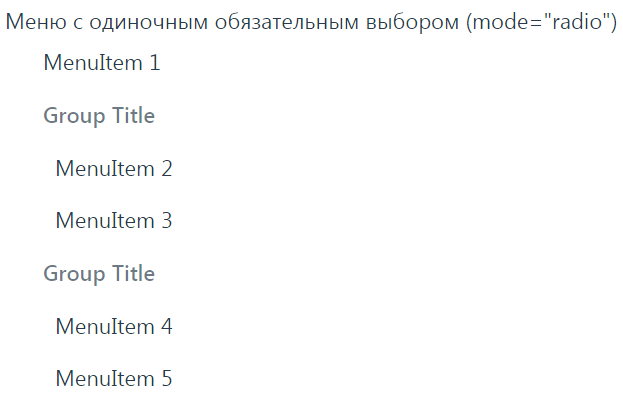 Меню с одиночным обязательным выбором (mode="radio")
MenuItem 1
Group Title
MenuItem 2
MenuItem 3
Group Title
MenuItem 4
MenuItem 5